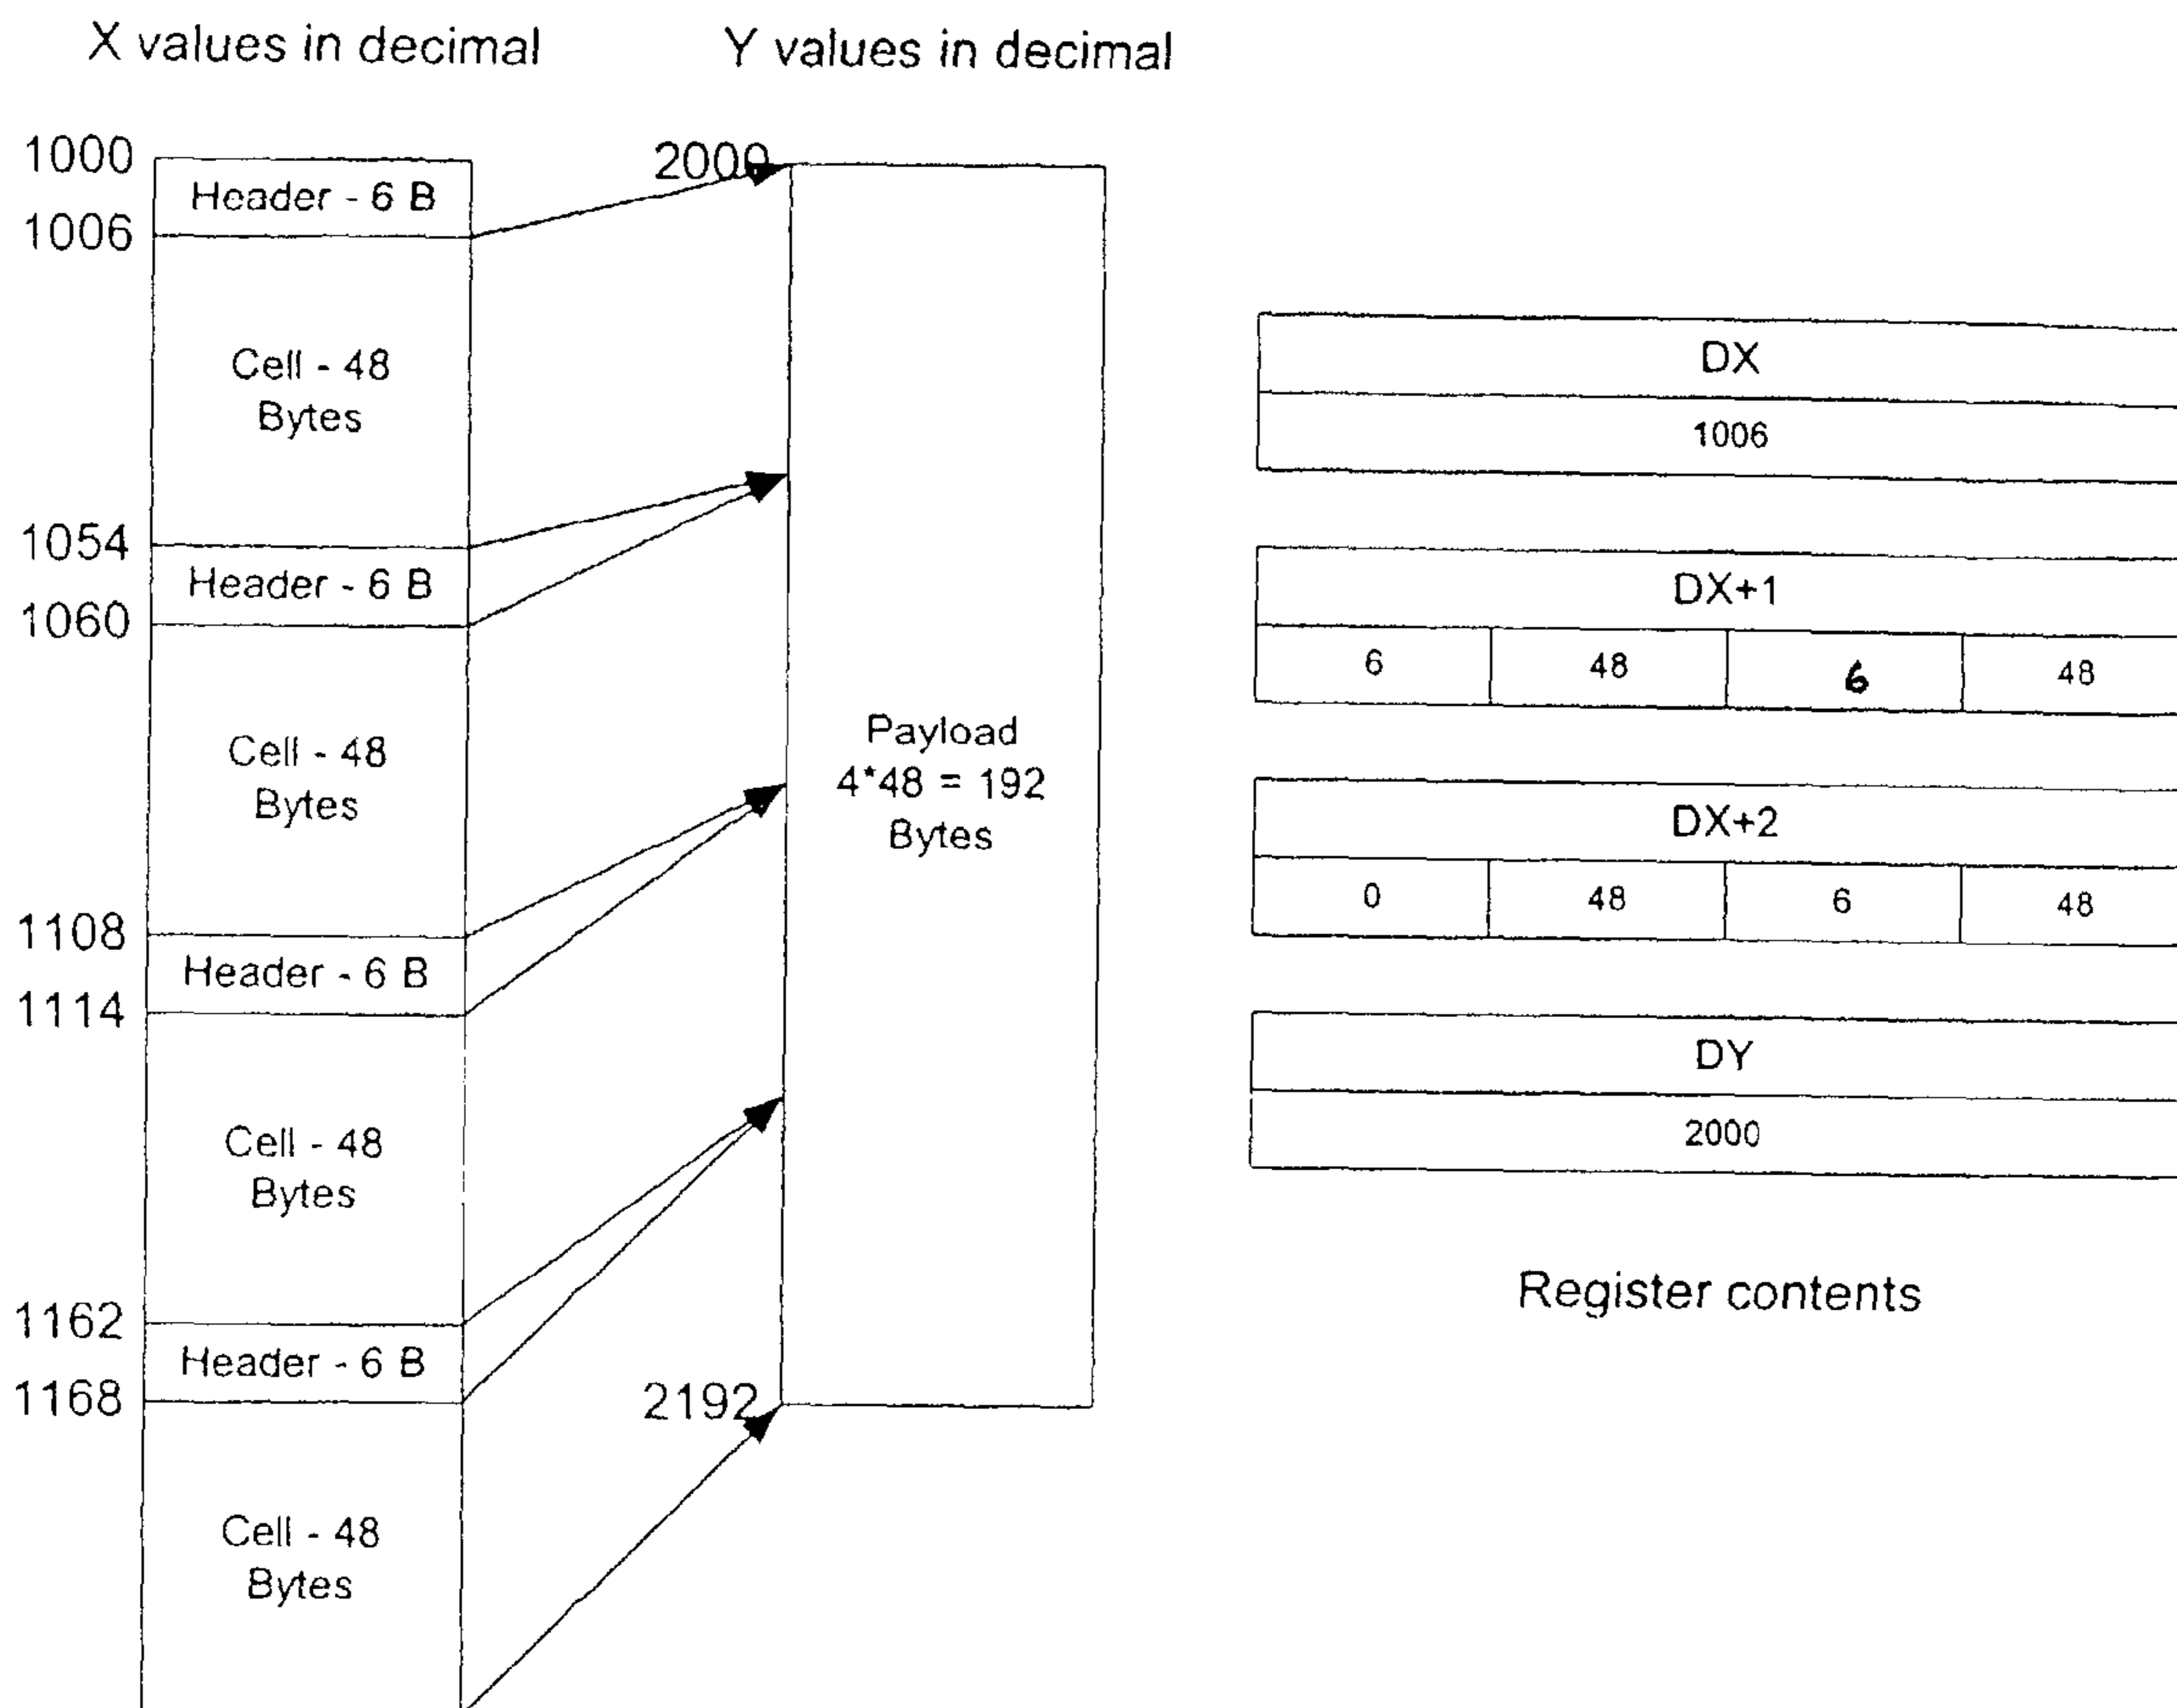 X values in decimal
Y values in decimal
1000
Header - 6 B
1006
Cell - 48
Bytes
1054
Header - 6 B
1060
Cell - 48
Bytes
1108
Header - 6 B
1114
Cell - 48
Bytes
1162
Header - 6 B
1168
Cell - 48
Bytes
2000
Payload
4*48 = 192
Bytes
2192
DX
1006
DX+1
6 48 6 48
DX+2
0 48 6 48
DY
2000
Register contents